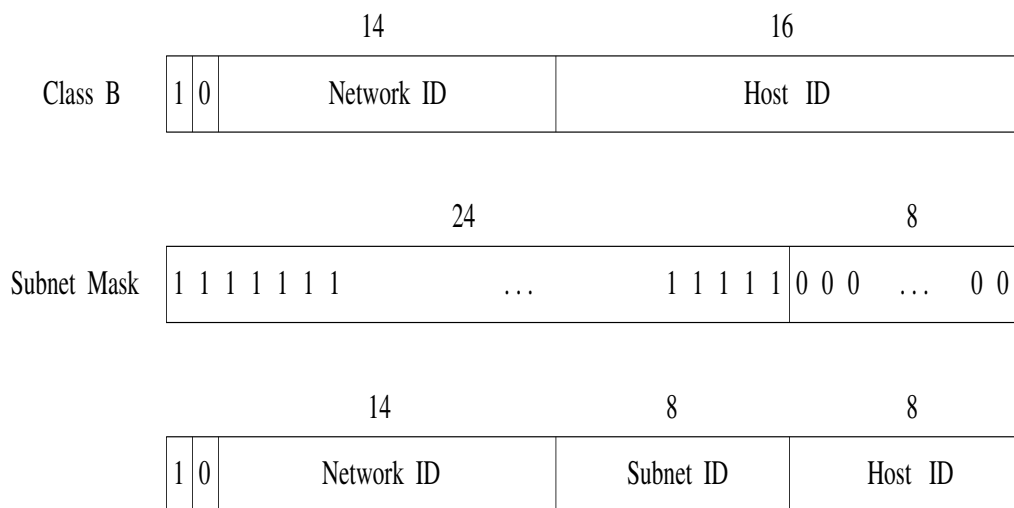 14 16
Class B 1 0 Network ID Host ID
24 8
Subnet Mask 1 1 1 1 1 1 1 ... 1 1 1 1 1 0 0 0 ... 0 0
14 8 8
1 0 Network ID Subnet ID Host ID